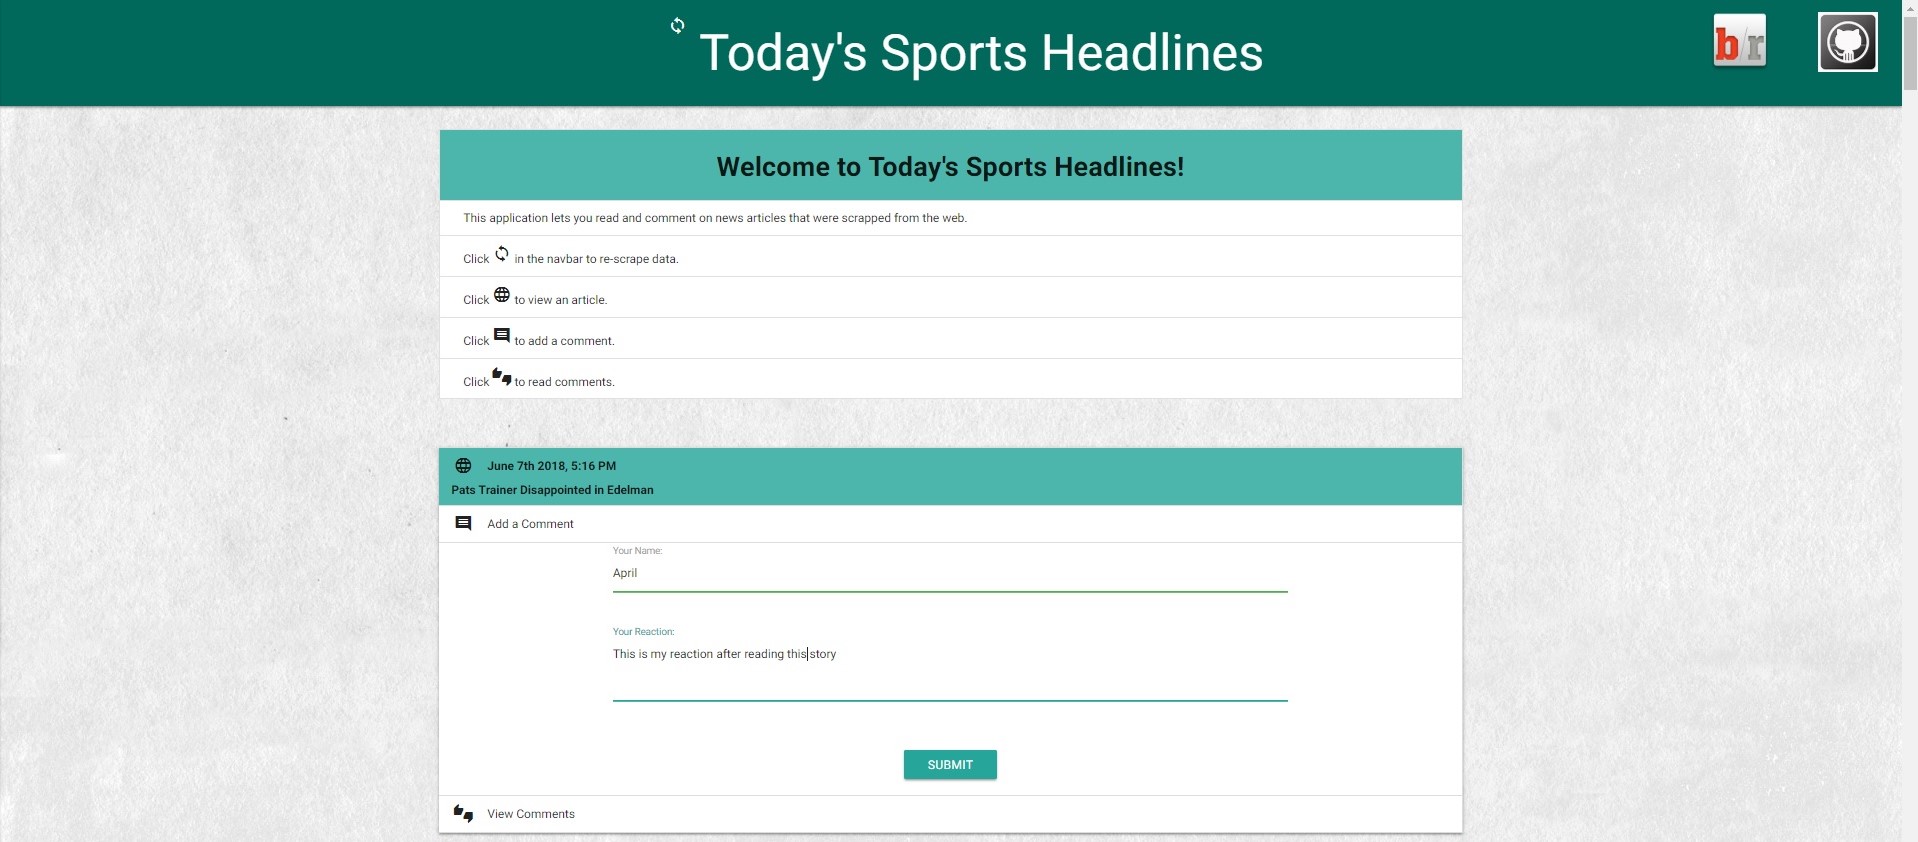 Today's Sports Headlines
b/r
Welcome to Today's Sports Headlines!
This application lets you read and comment on news articles that were scrapped from the web.
Click in the navbar to re-scrape data.
Click to view an article.
Click to add a comment.
Click to read comments.
June 7th 2018, 5:16 PM
Pats Trainer Disappointed in Edelman
Add a Comment
Your Name:
April
Your Reaction:
This is my reaction after reading this story
SUBMIT
View Comments